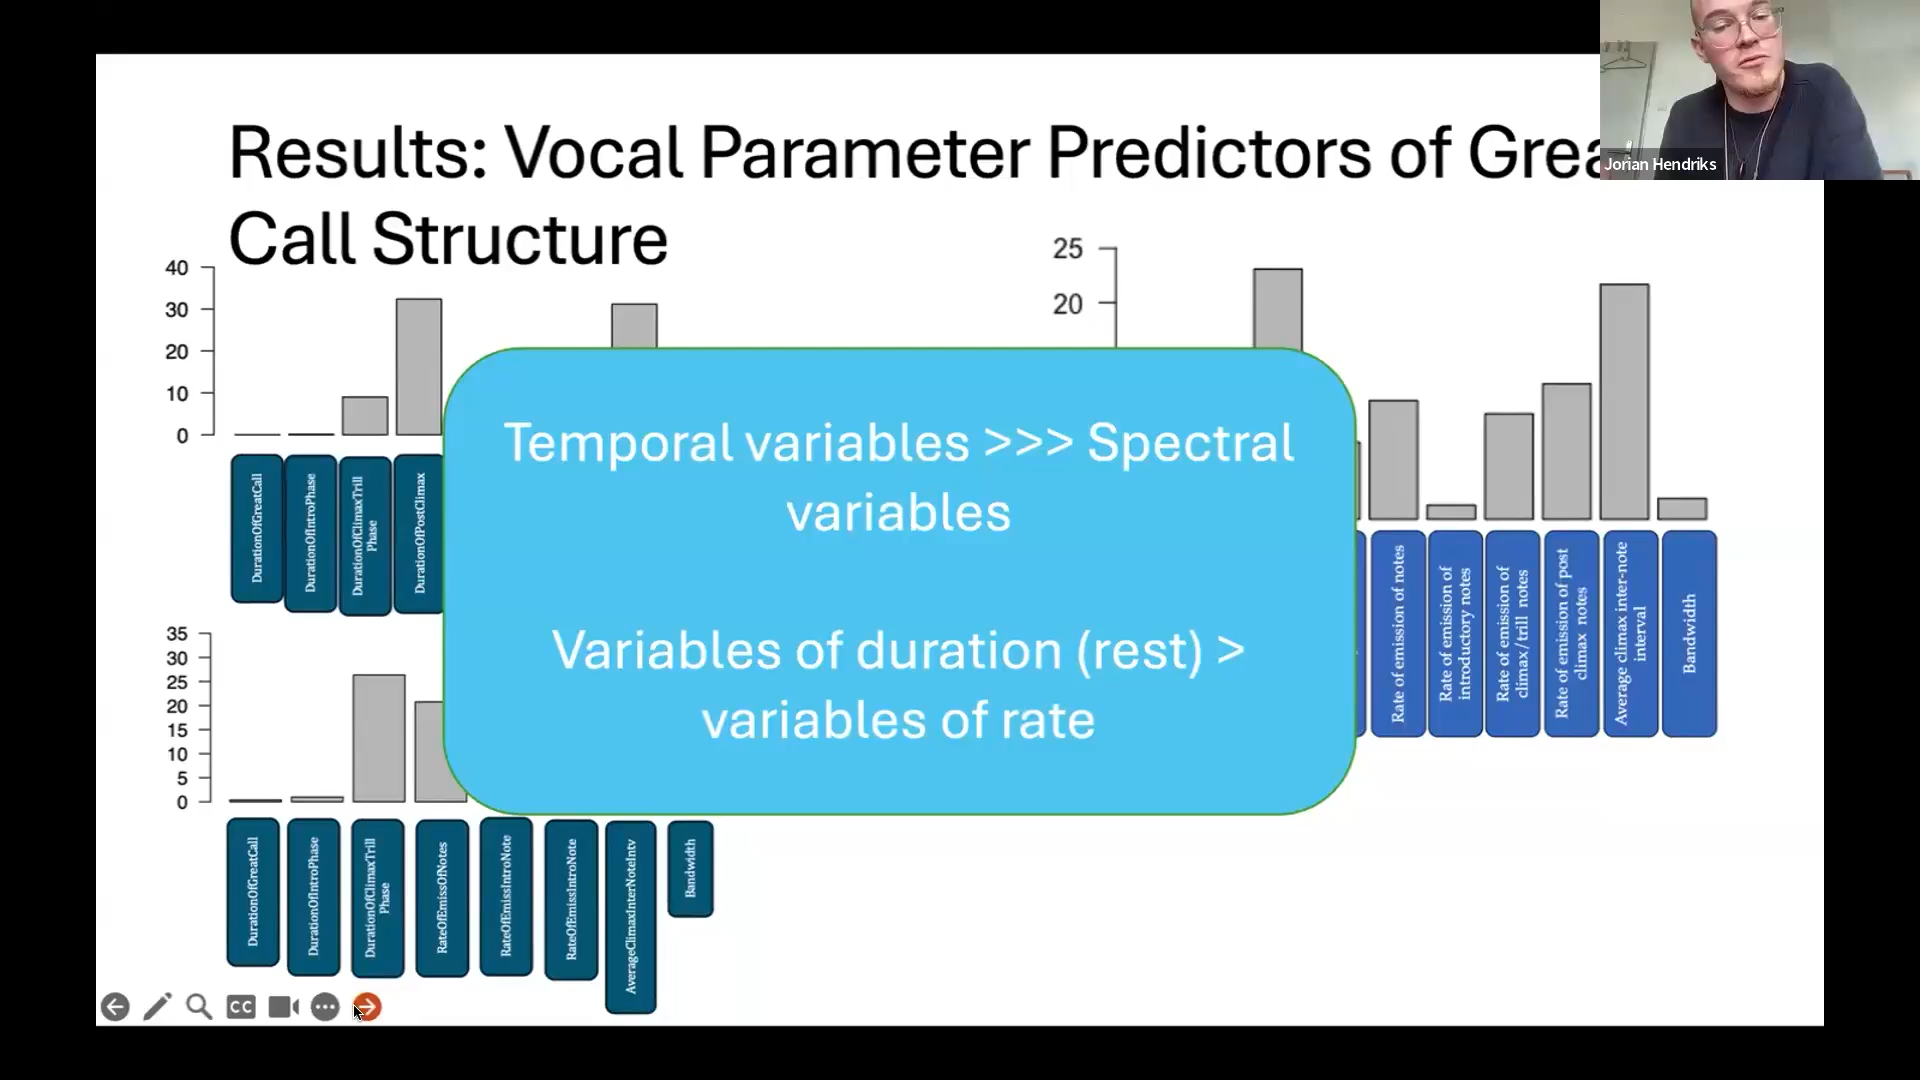 Results: Vocal Parameter Predictors of Grea
Call Structure
Jorian Hendriks
40
30
20
10
0
DurationOfGreatCall
DurationOfIntroPhase
DurationOfClimaxTrill
Phase
DurationOfPostClimax
25
20
Temporal variables >>> Spectral
variables
Variables of duration (rest) >
variables of rate
Rate of emission of notes
Rate of emission of
introductory notes
Rate of emission of
climax/trill notes
Rate of emission of post
climax notes
Average climax inter-note
interval
Bandwidth
35
30
25
20
15
10
5
0
DurationOfGreatCall
DurationOfIntroPhase
DurationOfClimaxTrill
Phase
RateOfEmissOfNotes
RateOfEmissIntroNote
RateOfEmissIntroNote
AverageClimaxInterNoteIntv
Bandwidth
CC